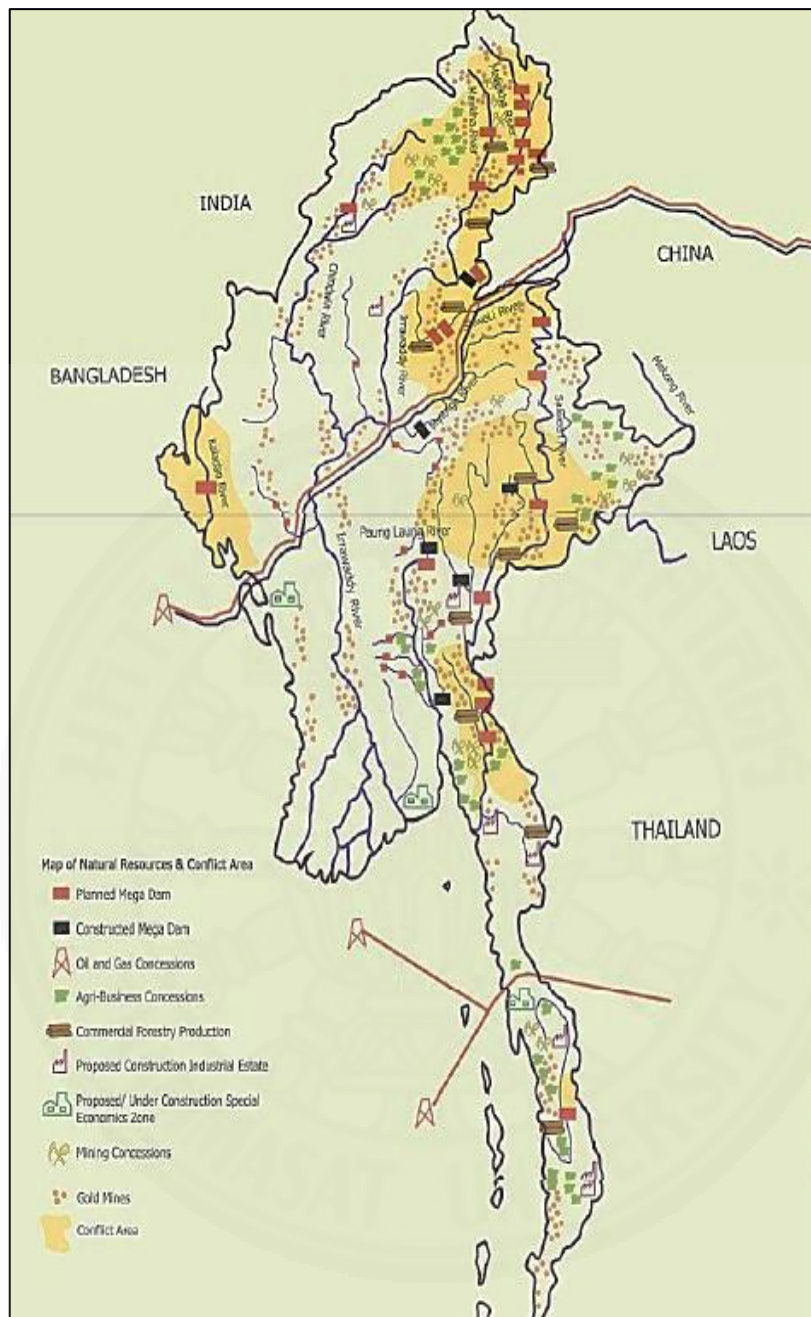 INDIA
CHINA
BANGLADESH
LAOS
THAILAND
Chindwin River
Irrawaddy River
Mekong River
Salween River
Kaladan River
Paung Laung River
Irrawaddy River
Map of Natural Resources & Conflict Area
Planned Mega Dam
Constructed Mega Dam
Oil and Gas Concessions
Agri-Business Concessions
Commercial Forestry Production
Proposed Construction Industrial Estate
Proposed/ Under Construction Special
Economics Zone
Mining Concessions
Gold Mines
Conflict Area